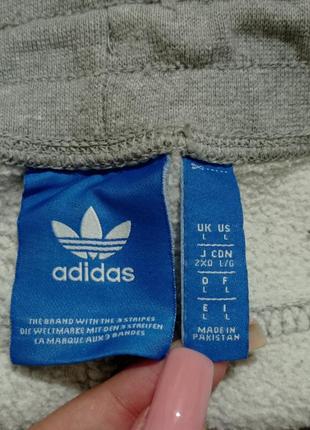 adidas
THE BRAND WITH THE 3 STRIPES
DIE WELTMARKE MIT DEN 3 STREIFEN
LA MARQUE AUX 3 BANDES
UK US
L L
J CDN
2XO L/G
D F
L L
E I
L L
MADE IN
PAKISTAN